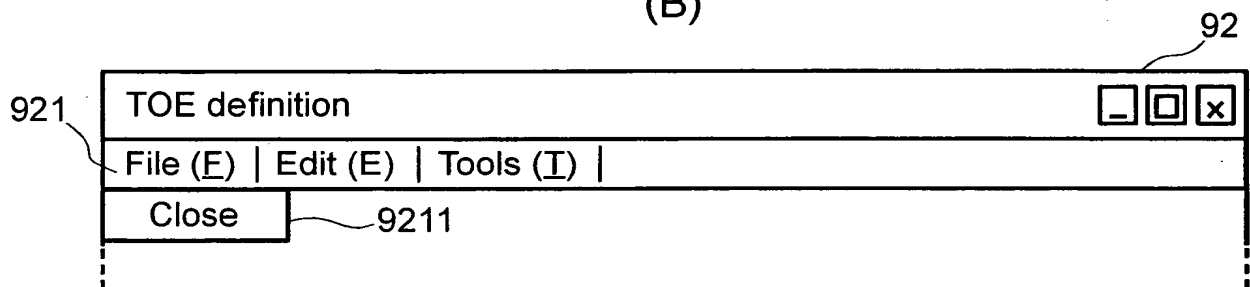 (B)
92
TOE definition
921
File (F) | Edit (E) | Tools (T) |
Close
9211